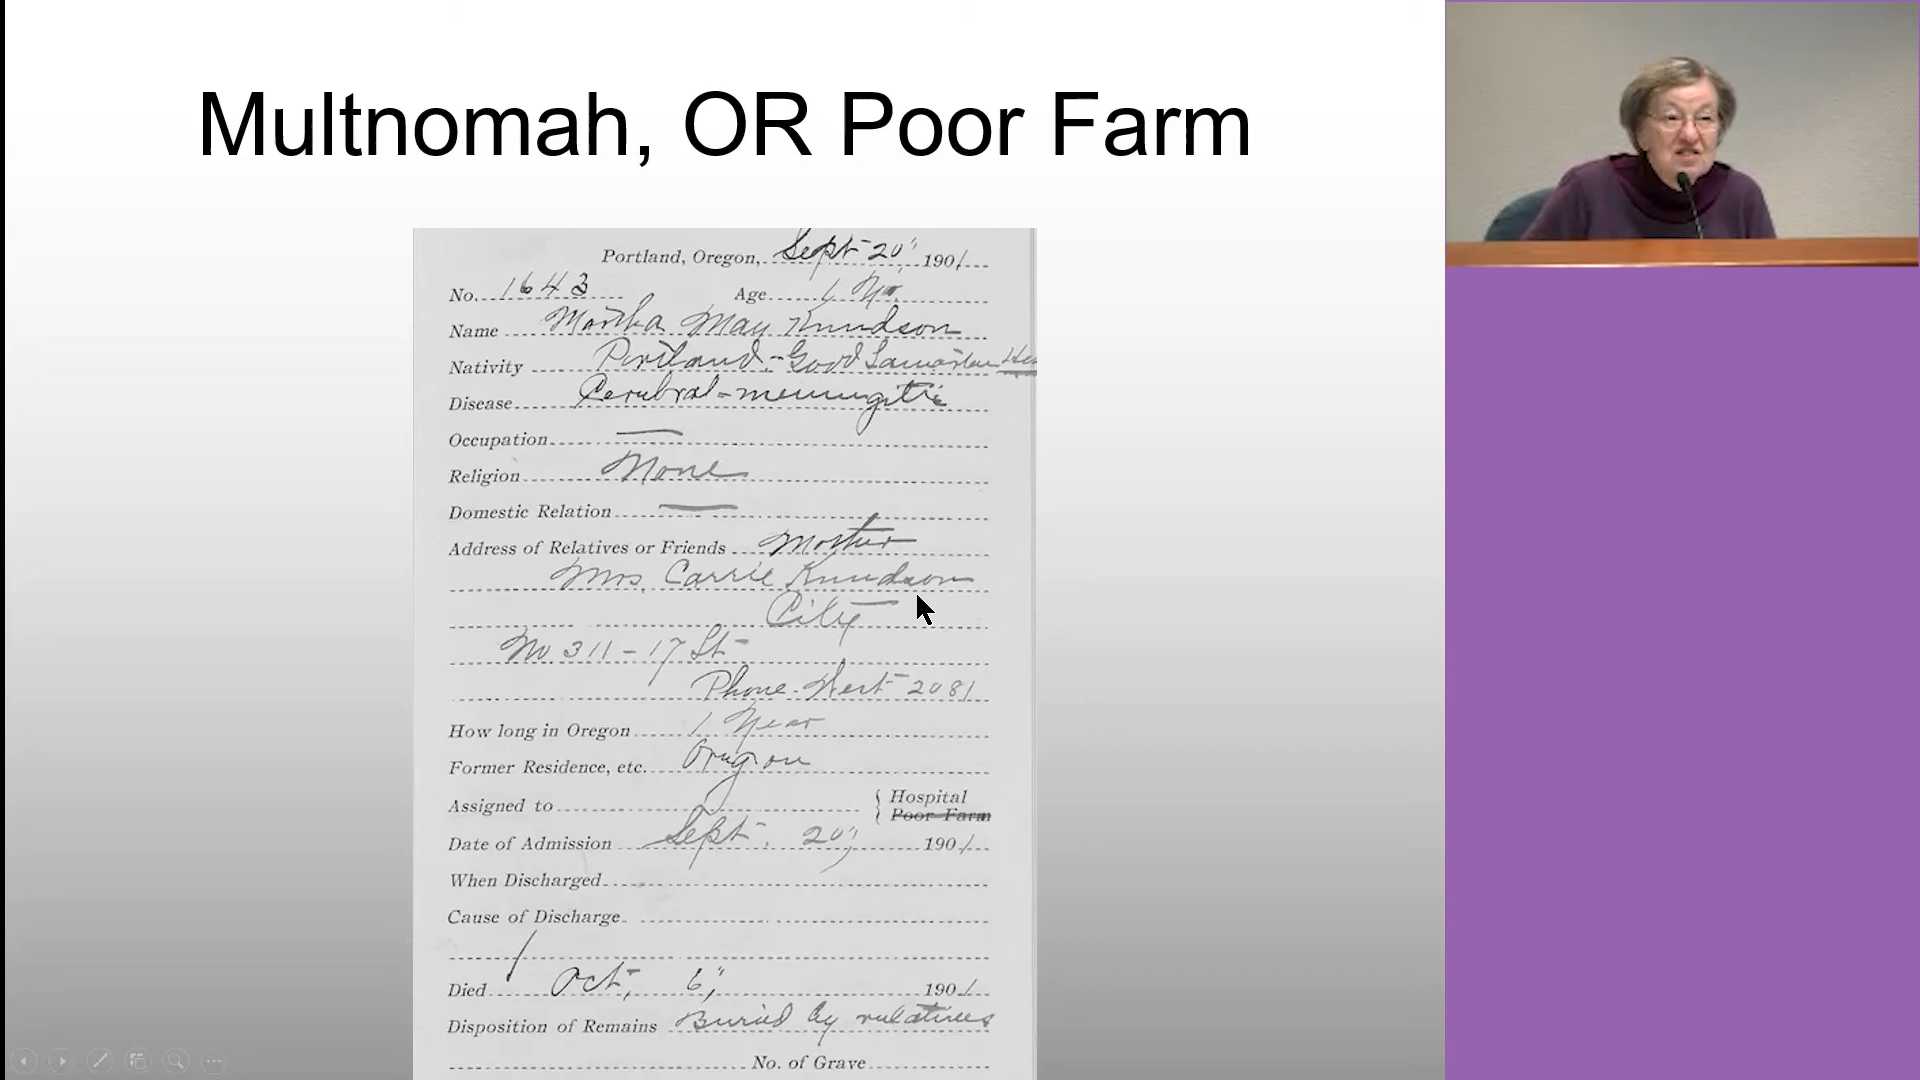 Multnomah, OR Poor Farm
Portland, Oregon, Sept 20", 1901
No. 1643 Age 1 Yr.
Name Martha May Knudson
Nativity Portland - Good Samaritan
Disease Cerebral-meningitis
Occupation —
Religion None
Domestic Relation —
Address of Relatives or Friends Mother
Mrs. Carrie Knudson
City
No 311 - 17 St
Phone West 2081
How long in Oregon 1 Year
Former Residence, etc. Oregon
Assigned to { Hospital
Poor Farm
Date of Admission Sept. 20", 1901
When Discharged
Cause of Discharge
Died Oct, 6", 1901
Disposition of Remains Buried by relatives
No. of Grave